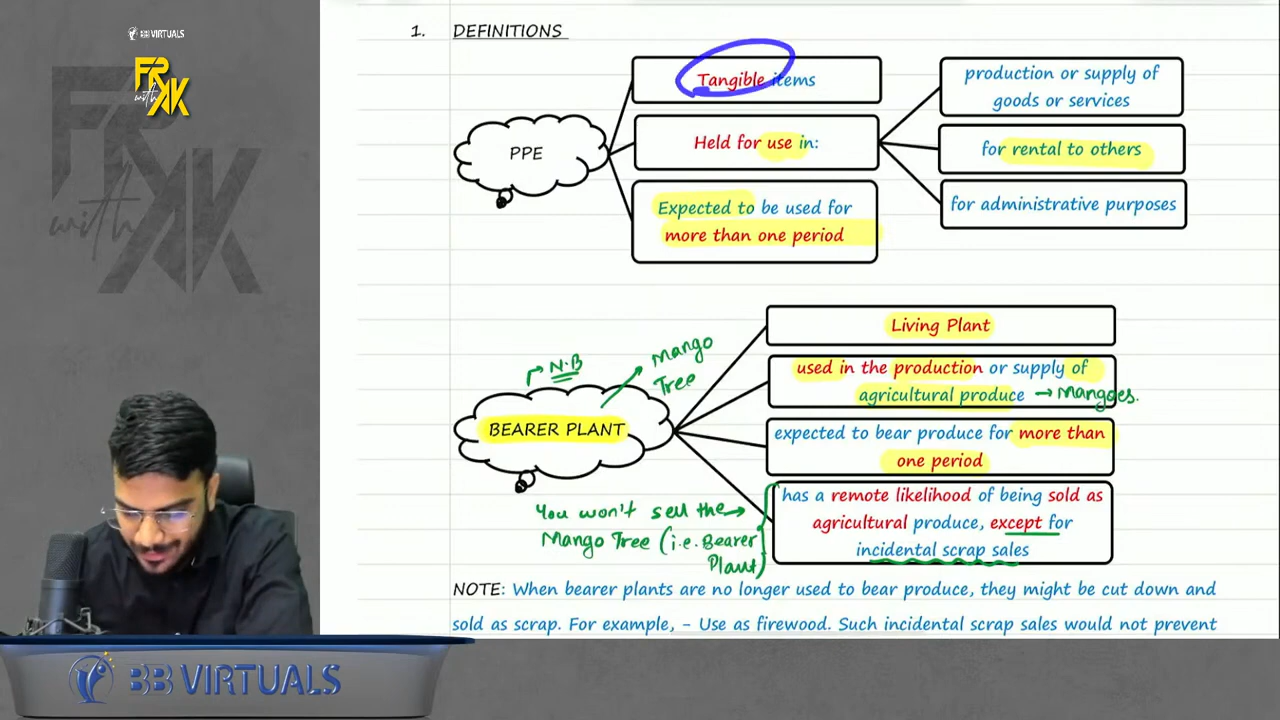 BB VIRTUALS
FR
with
AK
FR
with
AK
1. DEFINITIONS
PPE
Tangible items
Held for use in:
Expected to be used for
more than one period
production or supply of
goods or services
for rental to others
for administrative purposes
N.B
Mango
Tree
BEARER PLANT
Living Plant
used in the production or supply of
agricultural produce → Mangoes.
expected to bear produce for more than
one period
You won't sell the →
Mango Tree (i.e. Bearer
Plant)
has a remote likelihood of being sold as
agricultural produce, except for
incidental scrap sales
NOTE: When bearer plants are no longer used to bear produce, they might be cut down and
sold as scrap. For example, – Use as firewood. Such incidental scrap sales would not prevent
BB VIRTUALS